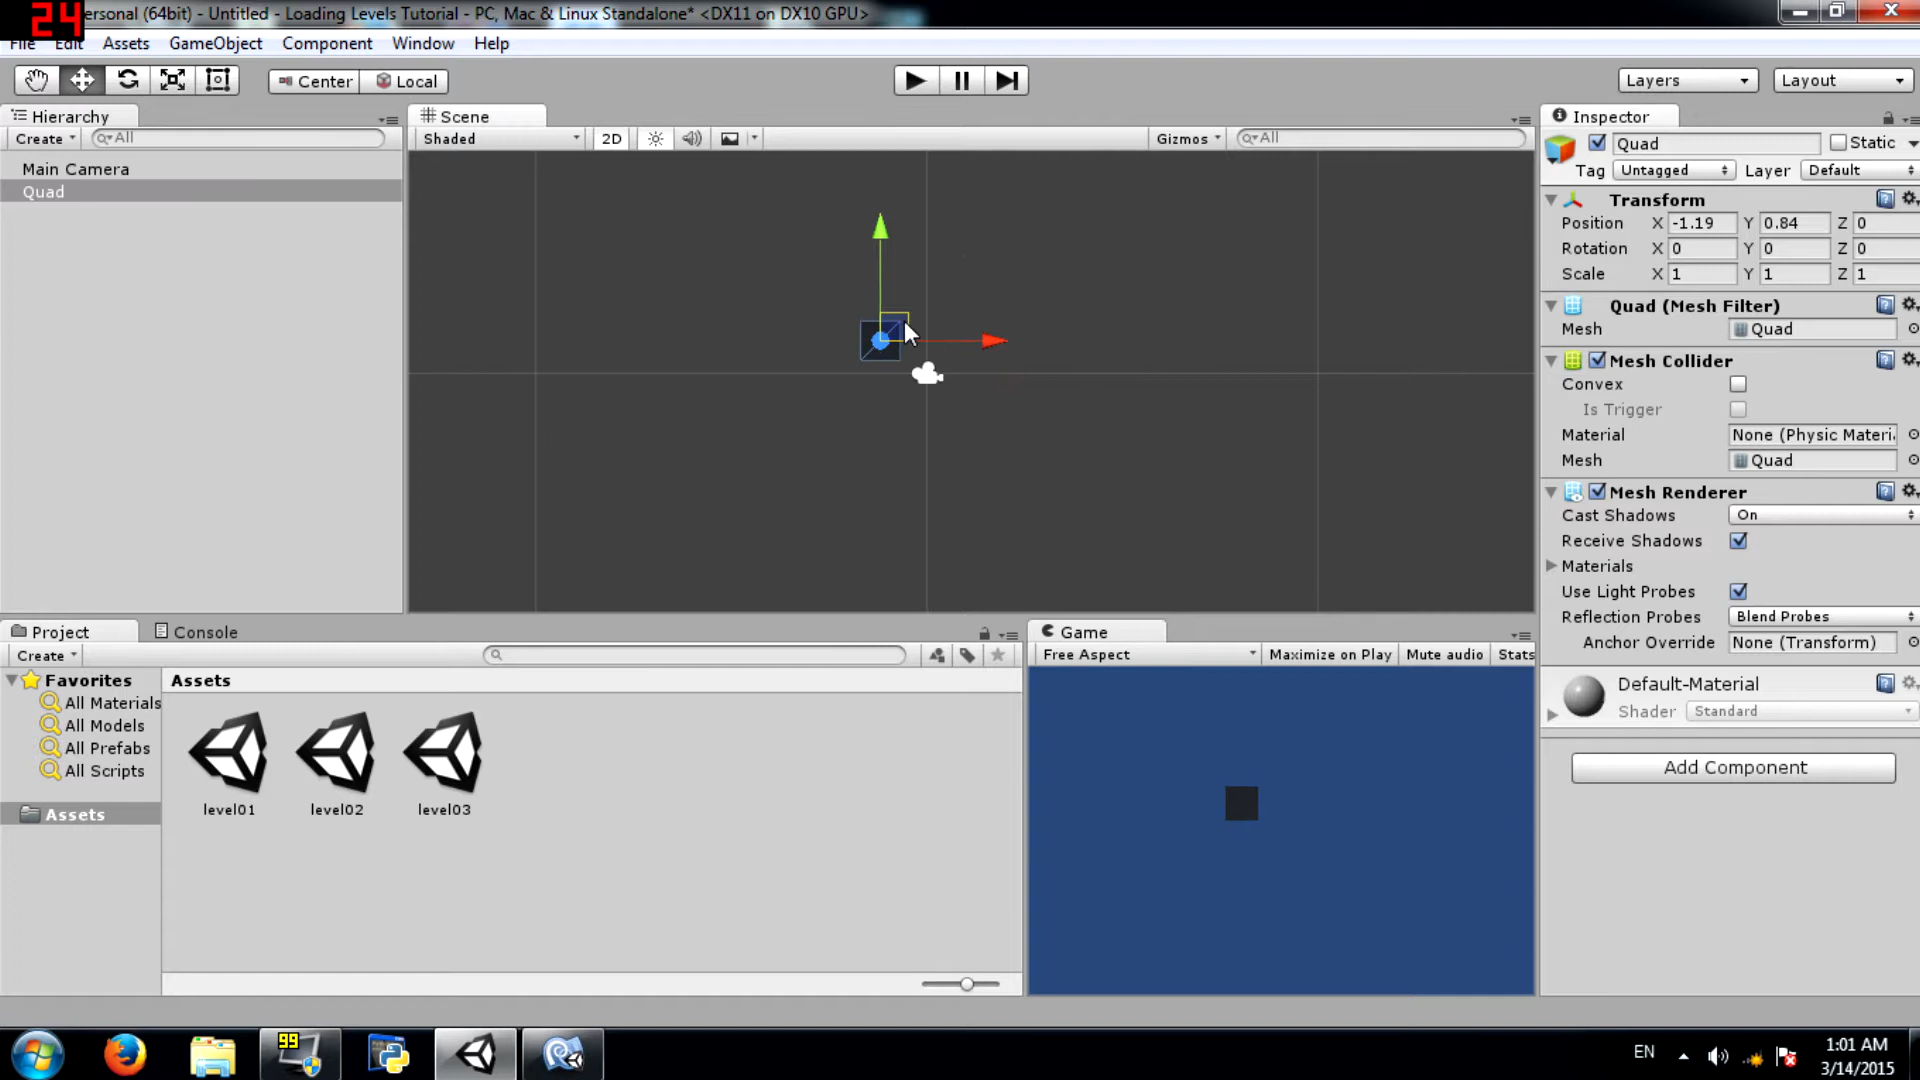 24
ersonal (64bit) - Untitled - Loading Levels Tutorial - PC, Mac & Linux Standalone* <DX11 on DX10 GPU>
File Edit Assets GameObject Component Window Help
Center Local
Layers Layout
Hierarchy
Create All
Main Camera
Quad
Scene
Shaded 2D Gizmos All
Inspector
Quad Static
Tag Untagged Layer Default
Transform
Position X -1.19 Y 0.84 Z 0
Rotation X 0 Y 0 Z 0
Scale X 1 Y 1 Z 1
Quad (Mesh Filter)
Mesh Quad
Mesh Collider
Convex
Is Trigger
Material None (Physic Materi
Mesh Quad
Mesh Renderer
Cast Shadows On
Receive Shadows
Materials
Use Light Probes
Reflection Probes Blend Probes
Anchor Override None (Transform)
Default-Material
Shader Standard
Add Component
Project Console
Create
Favorites
All Materials
All Models
All Prefabs
All Scripts
Assets
Assets
level01 level02 level03
Game
Free Aspect Maximize on Play Mute audio Stats
99
EN
1:01 AM
3/14/2015